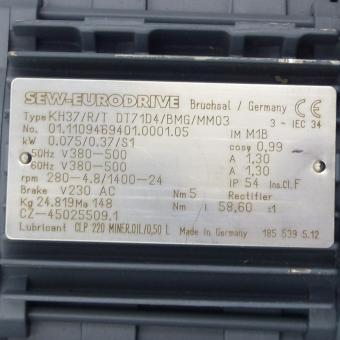 SEW-EURODRIVE Bruchsal / Germany CE
Type KH37/R/T DT71D4/BMG/MM03 3 ~ IEC 34
No. 01.1109469401.0001.05 IM M1B
kW 0.075/0.37/S1 cosφ 0,99
50Hz V380-500 A 1,30
60Hz V380-500 A 1,30
rpm 280-4.8/1400-24 IP 54 Ins.Cl.F
Brake V230 AC Nm 5 Rectifier
Kg 24.819 Ma 148 Nm i 58,60 :1
CZ-45025509.1
Lubricant CLP 220 MINER.OIL/0,50 L Made in Germany 185 539 5.12